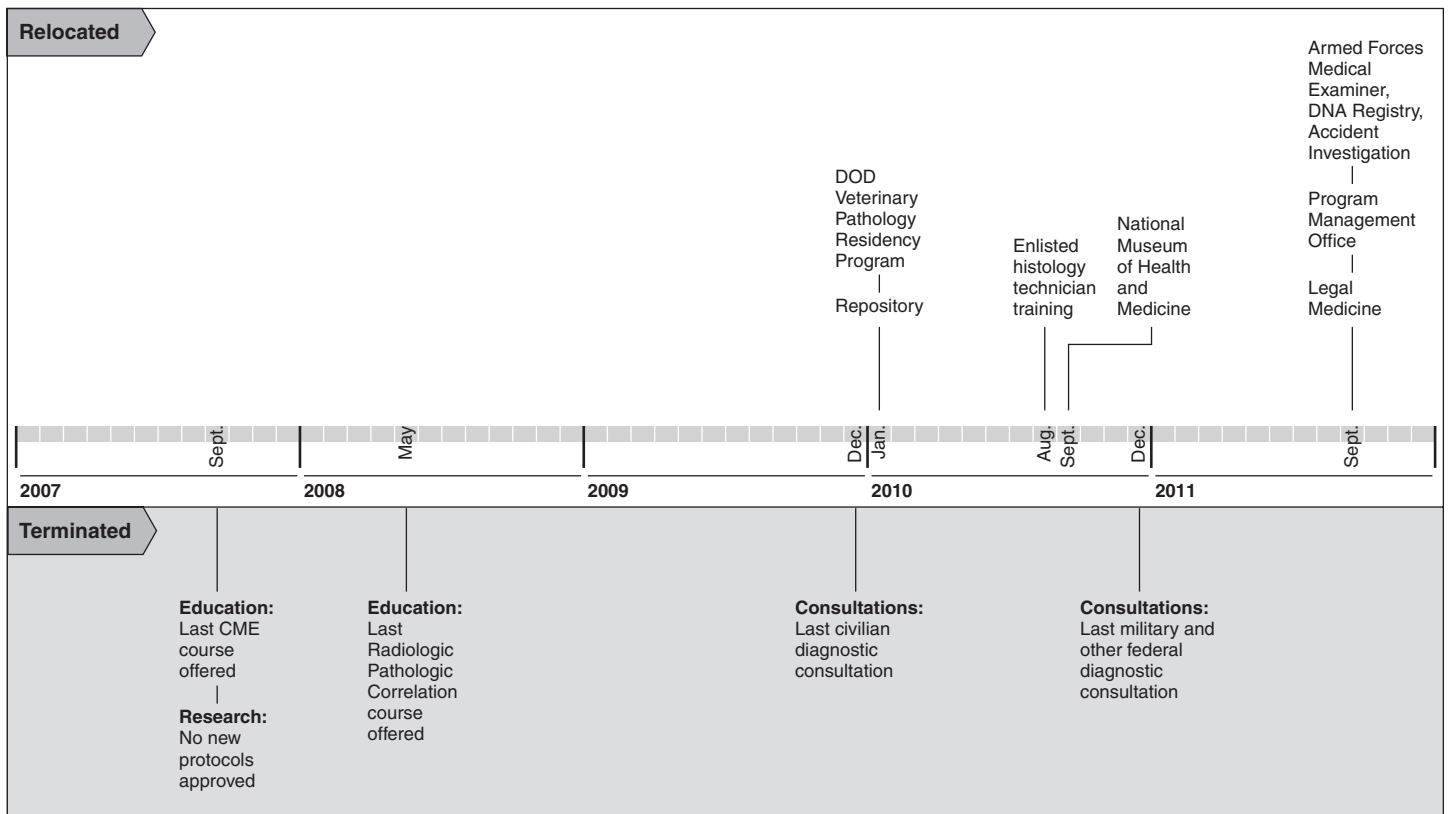 Relocated
Armed Forces
Medical
Examiner,
DNA Registry,
Accident
Investigation
Program
Management
Office
Legal
Medicine
DOD
Veterinary
Pathology
Residency
Program
Repository
Enlisted
histology
technician
training
National
Museum
of Health
and
Medicine
Sept.
May
Dec.
Jan.
Aug.
Sept.
Dec.
Sept.
2007
2008
2009
2010
2011
Terminated
Education:
Last CME
course
offered
Research:
No new
protocols
approved
Education:
Last
Radiologic
Pathologic
Correlation
course
offered
Consultations:
Last civilian
diagnostic
consultation
Consultations:
Last military and
other federal
diagnostic
consultation